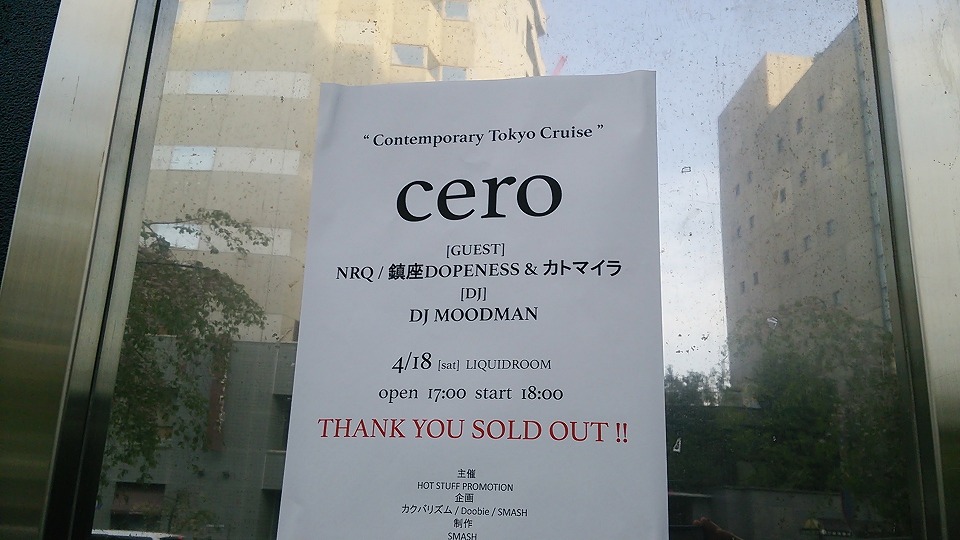 “ Contemporary Tokyo Cruise ”
cero
[GUEST]
NRQ / 鎮座DOPENESS & カトマイラ
[DJ]
DJ MOODMAN
4/18 [sat] LIQUIDROOM
open 17:00 start 18:00
THANK YOU SOLD OUT !!
主催
HOT STUFF PROMOTION
企画
カクバリズム / Doobie / SMASH
制作
SMASH